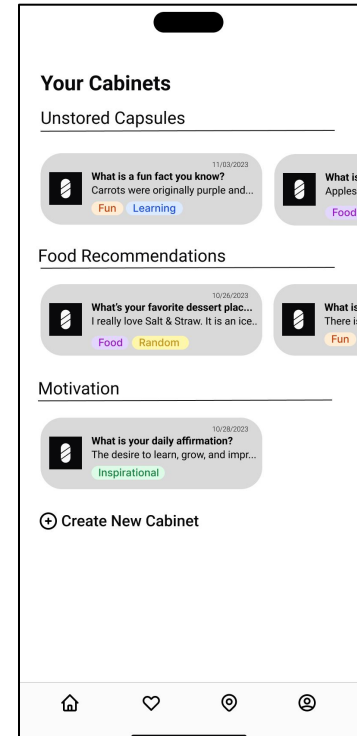 Your Cabinets
Unstored Capsules
11/03/2023
What is a fun fact you know?
Carrots were originally purple and...
Fun Learning
What is
Apples
Food
Food Recommendations
10/26/2023
What's your favorite dessert plac...
I really love Salt & Straw. It is an ice..
Food Random
What is
There is
Fun
Motivation
10/28/2023
What is your daily affirmation?
The desire to learn, grow, and impr...
Inspirational
Create New Cabinet